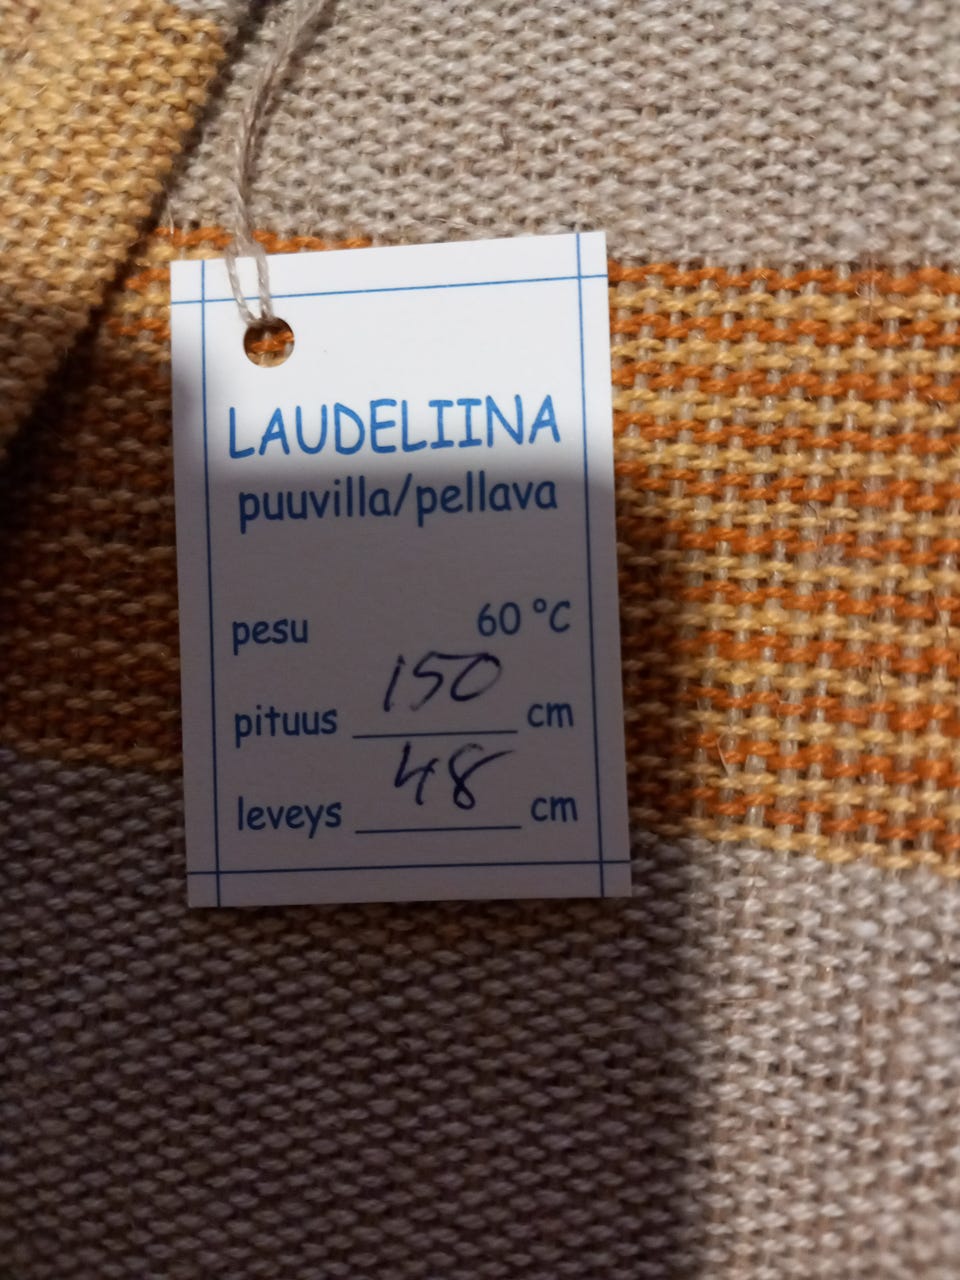 LAUDELIINA
puuvilla/pellava
pesu 60 °C
pituus 150 cm
leveys 48 cm